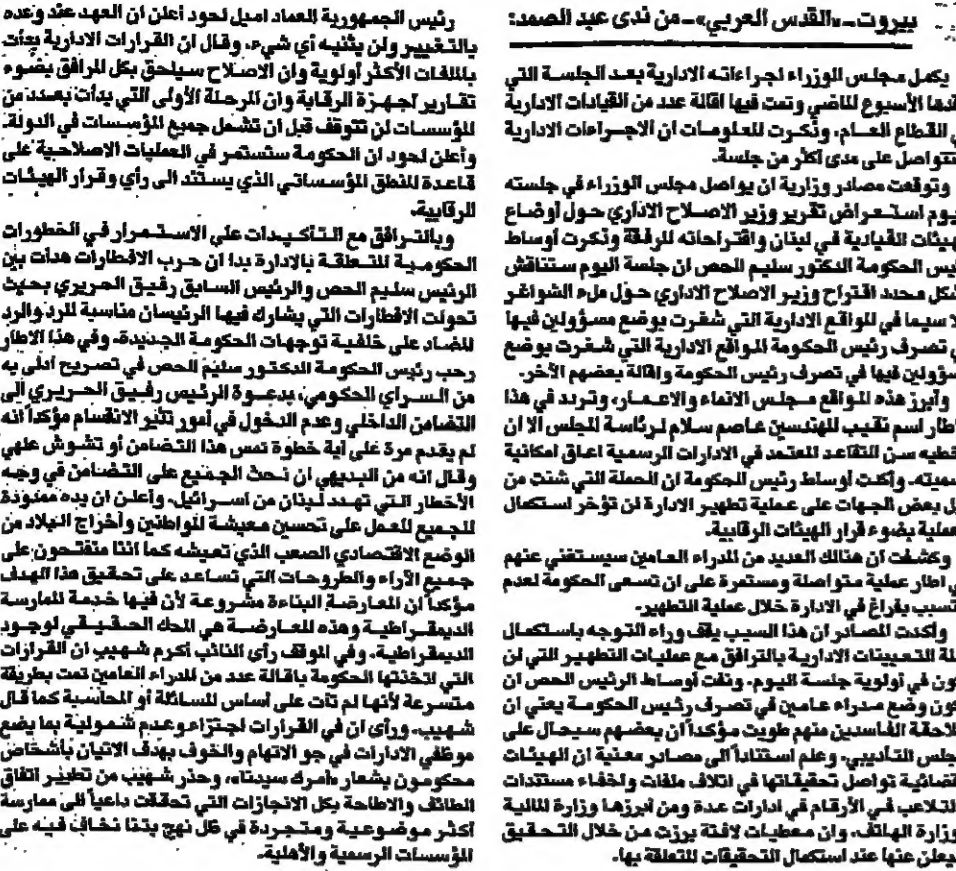 بيروت ـ «القدس العربي» ـ من ندى عبد الصمد:
يكمل مجلس الوزراء اجراءاته الادارية بعد الجلسة التي
عقدها الأسبوع الماضي وتمت فيها اقالة عدد من القيادات الادارية
في القطاع العام، وذكرت المعلومات ان الاجراءات الادارية
ستتواصل على مدى اكثر من جلسة.
وتوقعت مصادر وزارية ان يواصل مجلس الوزراء في جلسته
اليوم استعراض تقرير وزير الاصلاح الاداري حول أوضاع
الهيئات القيادية في لبنان واقتراحاته المرفقة وذكرت أوساط
رئيس الحكومة الدكتور سليم الحص ان جلسة اليوم ستناقش
بشكل محدد اقتراح وزير الاصلاح الاداري حول ملء الشواغر
ولا سيما في المواقع الادارية التي شغرت بوضع مسؤولين فيها
في تصرف رئيس الحكومة المواقع الادارية التي شغرت بوضع
مسؤولين فيها في تصرف رئيس الحكومة واقالة بعضهم الآخر.
وأبرز هذه المواقع مجلس الانماء والاعمار، وتردد في هذا
الاطار اسم نقيب المهندسين عاصم سلام لرئاسة المجلس الا ان
تخطيه سن التقاعد المعتمد في الادارات الرسمية اعاق امكانية
تسميته. وأكدت أوساط رئيس الحكومة ان الحملة التي شنت من
قبل بعض الجهات على عملية تطهير الادارة لن تؤخر استكمال
العملية بضوء قرار الهيئات الرقابية.
وكشفت ان هنالك العديد من المدراء العامين سيستغنى عنهم
في اطار عملية متواصلة ومستمرة على ان تسعى الحكومة لعدم
التسبب بفراغ في الادارة خلال عملية التطهير.
وأكدت المصادر ان هذا السبب يقف وراء التوجه باستكمال
سلة التعيينات الادارية بالترافق مع عمليات التطهير التي لن
تكون في أولوية جلسة اليوم. ونفت أوساط الرئيس الحص ان
يكون وضع مدراء عامين في تصرف رئيس الحكومة يعني ان
ملاحقة الفاسدين منهم طويت مؤكداً ان بعضهم سيحال على
المجلس التأديبي. وعلم استناداً الى مصادر معنية ان الهيئات
القضائية تواصل تحقيقاتها في اتلاف ملفات واخفاء مستندات
والتلاعب في الأرقام في ادارات عدة ومن أبرزها وزارة المالية
ووزارة الهاتف، وان معطيات لافتة برزت من خلال التحقيق
سيعلن عنها عند استكمال التحقيقات المتعلقة بها.
رئيس الجمهورية العماد اميل لحود أعلن ان العهد عند وعده
بالتغيير ولن يثنيه أي شيء. وقال ان القرارات الادارية بدأت
بالملفات الأكثر أولوية وان الاصلاح سيلحق بكل المرافق بضوء
تقارير اجهزة الرقابة وان المرحلة الأولى التي بدأت بعدد من
المؤسسات لن تتوقف قبل ان تشمل جميع المؤسسات في الدولة.
وأعلن لحود ان الحكومة ستستمر في العمليات الاصلاحية على
قاعدة المنطق المؤسساتي الذي يستند الى رأي وقرار الهيئات
الرقابية.
وبالترافق مع التأكيدات على الاستمرار في الخطورات
الحكومية المتعلقة بالادارة بدا ان حرب الافطارات هدأت بين
الرئيس سليم الحص والرئيس السابق رفيق الحريري بحيث
تحولت الافطارات التي يشارك فيها الرئيسان مناسبة للرد والرد
المضاد على خلفية توجهات الحكومة الجديدة. وفي هذا الاطار
رحب رئيس الحكومة الدكتور سليم الحص في تصريح أدلى به
من السراي الحكومي، بدعوة الرئيس رفيق الحريري الى
التضامن الداخلي وعدم الدخول في أمور تثير الانقسام مؤكداً انه
لم يقدم مرة على أية خطوة تمس هذا التضامن أو تشوش عليه
وقال انه من البديهي ان نحث الجميع على التضامن في وجه
الأخطار التي تهدد لبنان من اسرائيل. وأعلن ان يده ممدودة
للجميع للعمل على تحسين معيشة المواطنين وأخراج البلاد من
الوضع الاقتصادي الصعب الذي تعيشه كما اننا منفتحون على
جميع الآراء والطروحات التي تساعد على تحقيق هذا الهدف
مؤكداً ان المعارضة البناءة مشروعة لأن فيها خدمة للممارسة
الديمقراطية وهذه المعارضة هي المحك الحقيقي لوجود
الديمقراطية. وفي الموقف رأى النائب أكرم شهيب ان القرارات
التي اتخذتها الحكومة باقالة عدد من المدراء العامين تمت بطريقة
متسرعة لأنها لم تأت على أساس المسائلة أو المحاسبة كما قال
شهيب. ورأى ان في القرارات اجتزاء وعدم شمولية بما يضع
موظفي الادارات في جو الاتهام والخوف بهدف الاتيان بأشخاص
محكومون بشعار «أمرك سيدنا»، وحذر شهيب من تطيير اتفاق
الطائف والاطاحة بكل الانجازات التي تحققت داعياً الى ممارسة
أكثر موضوعية ومتجردة في ظل نهج بتنا نخاف فيه على
المؤسسات الرسمية والأهلية.